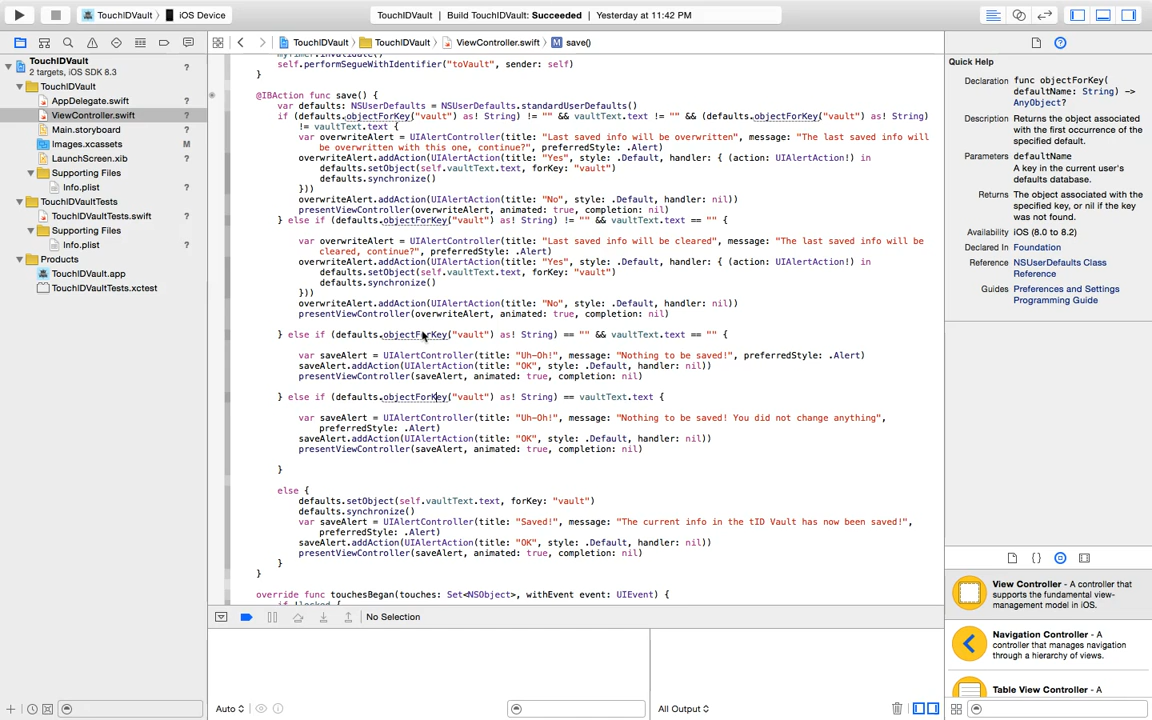 TouchIDVault iOS Device
TouchIDVault Build TouchIDVault: Succeeded Yesterday at 11:42 PM
TouchIDVault
2 targets, iOS SDK 8.3
TouchIDVault
AppDelegate.swift
ViewController.swift
Main.storyboard
Images.xcassets
LaunchScreen.xib
Supporting Files
Info.plist
TouchIDVaultTests
TouchIDVaultTests.swift
Supporting Files
Info.plist
Products
TouchIDVault.app
TouchIDVaultTests.xctest
? ? ? ? M ? ? ? ?
TouchIDVault TouchIDVault ViewController.swift M save()
self.performSegueWithIdentifier("toVault", sender: self)
}
@IBAction func save() {
var defaults: NSUserDefaults = NSUserDefaults.standardUserDefaults()
if (defaults.objectForKey("vault") as! String) != "" && vaultText.text != "" && (defaults.objectForKey("vault") as! String)
!= vaultText.text {
var overwriteAlert = UIAlertController(title: "Last saved info will be overwritten", message: "The last saved info will
be overwritten with this one, continue?", preferredStyle: .Alert)
overwriteAlert.addAction(UIAlertAction(title: "Yes", style: .Default, handler: { (action: UIAlertAction!) in
defaults.setObject(self.vaultText.text, forKey: "vault")
defaults.synchronize()
}))
overwriteAlert.addAction(UIAlertAction(title: "No", style: .Default, handler: nil))
presentViewController(overwriteAlert, animated: true, completion: nil)
} else if (defaults.objectForKey("vault") as! String) != "" && vaultText.text == "" {
var overwriteAlert = UIAlertController(title: "Last saved info will be cleared", message: "The last saved info will be
cleared, continue?", preferredStyle: .Alert)
overwriteAlert.addAction(UIAlertAction(title: "Yes", style: .Default, handler: { (action: UIAlertAction!) in
defaults.setObject(self.vaultText.text, forKey: "vault")
defaults.synchronize()
}))
overwriteAlert.addAction(UIAlertAction(title: "No", style: .Default, handler: nil))
presentViewController(overwriteAlert, animated: true, completion: nil)
} else if (defaults.objectForKey("vault") as! String) == "" && vaultText.text == "" {
var saveAlert = UIAlertController(title: "Uh-Oh!", message: "Nothing to be saved!", preferredStyle: .Alert)
saveAlert.addAction(UIAlertAction(title: "OK", style: .Default, handler: nil))
presentViewController(saveAlert, animated: true, completion: nil)
} else if (defaults.objectForKey("vault") as! String) == vaultText.text {
var saveAlert = UIAlertController(title: "Uh-Oh!", message: "Nothing to be saved! You did not change anything",
preferredStyle: .Alert)
saveAlert.addAction(UIAlertAction(title: "OK", style: .Default, handler: nil))
presentViewController(saveAlert, animated: true, completion: nil)
}
else {
defaults.setObject(self.vaultText.text, forKey: "vault")
defaults.synchronize()
var saveAlert = UIAlertController(title: "Saved!", message: "The current info in the tID Vault has now been saved!",
preferredStyle: .Alert)
saveAlert.addAction(UIAlertAction(title: "OK", style: .Default, handler: nil))
presentViewController(saveAlert, animated: true, completion: nil)
}
}
override func touchesBegan(touches: Set<NSObject>, withEvent event: UIEvent) {
No Selection
Auto All Output
Quick Help
Declaration func objectForKey(
defaultName: String) ->
AnyObject?
Description Returns the object associated
with the first occurrence of the
specified default.
Parameters defaultName
A key in the current user's
defaults database.
Returns The object associated with the
specified key, or nil if the key
was not found.
Availability iOS (8.0 to 8.2)
Declared In Foundation
Reference NSUserDefaults Class
Reference
Guides Preferences and Settings
Programming Guide
View Controller - A
controller that
supports the fundamental view-
management model in iOS.
Navigation Controller - A
controller that manages navigation
through a hierarchy of views.
Table View Controller - A